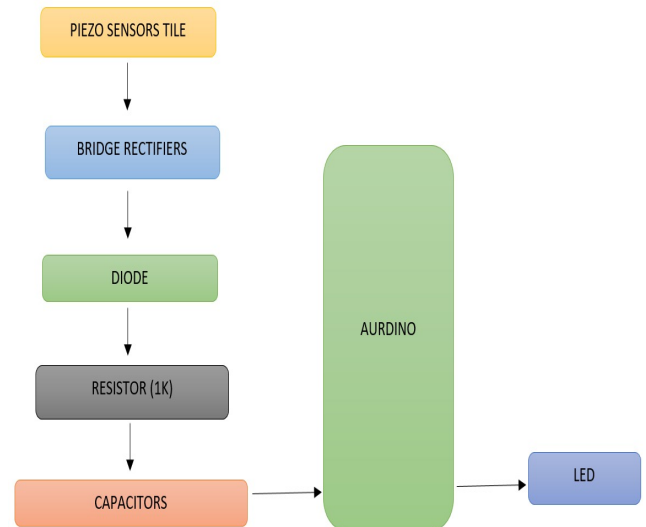 PIEZO SENSORS TILE
BRIDGE RECTIFIERS
DIODE
RESISTOR (1K)
CAPACITORS
AURDINO
LED